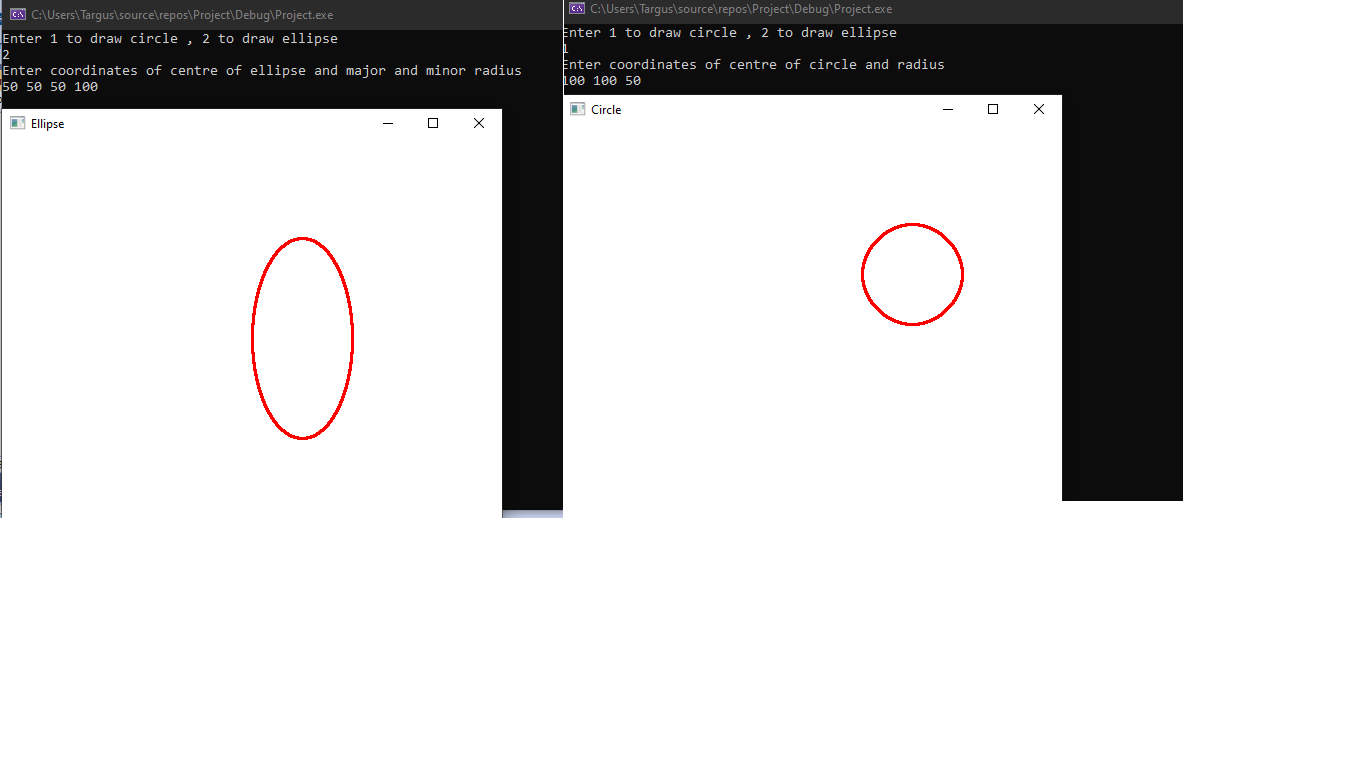 C:\Users\Targus\source\repos\Project\Debug\Project.exe
Enter 1 to draw circle , 2 to draw ellipse
2
Enter coordinates of centre of ellipse and major and minor radius
50 50 50 100
Ellipse
C:\Users\Targus\source\repos\Project\Debug\Project.exe
Enter 1 to draw circle , 2 to draw ellipse
1
Enter coordinates of centre of circle and radius
100 100 50
Circle